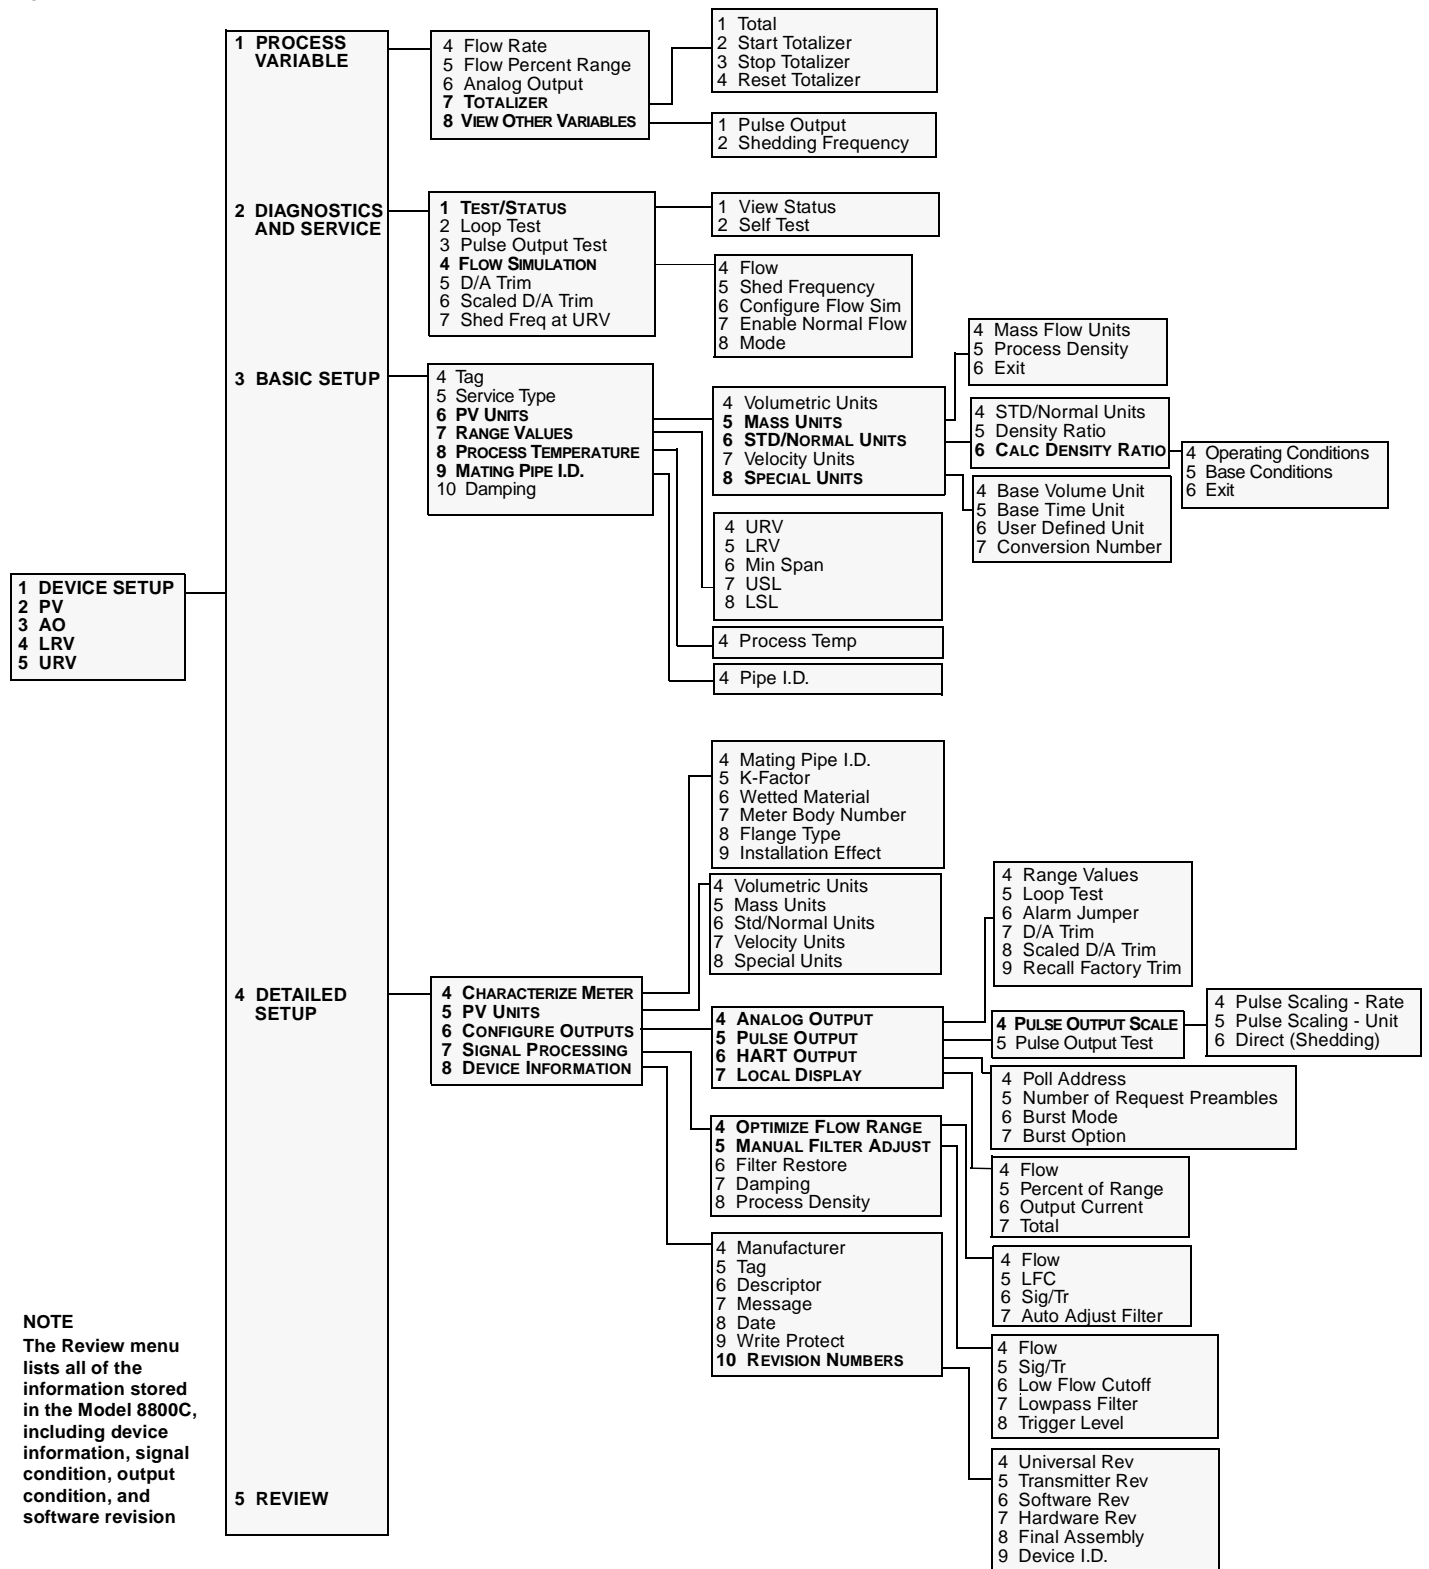 1 DEVICE SETUP
2 PV
3 AO
4 LRV
5 URV
1 PROCESS
VARIABLE
2 DIAGNOSTICS
AND SERVICE
3 BASIC SETUP
4 DETAILED
SETUP
5 REVIEW
4 Flow Rate
5 Flow Percent Range
6 Analog Output
7 TOTALIZER
8 VIEW OTHER VARIABLES
1 Total
2 Start Totalizer
3 Stop Totalizer
4 Reset Totalizer
1 Pulse Output
2 Shedding Frequency
1 TEST/STATUS
2 Loop Test
3 Pulse Output Test
4 FLOW SIMULATION
5 D/A Trim
6 Scaled D/A Trim
7 Shed Freq at URV
1 View Status
2 Self Test
4 Flow
5 Shed Frequency
6 Configure Flow Sim
7 Enable Normal Flow
8 Mode
4 Tag
5 Service Type
6 PV UNITS
7 RANGE VALUES
8 PROCESS TEMPERATURE
9 MATING PIPE I.D.
10 Damping
4 Volumetric Units
5 MASS UNITS
6 STD/NORMAL UNITS
7 Velocity Units
8 SPECIAL UNITS
4 Mass Flow Units
5 Process Density
6 Exit
4 STD/Normal Units
5 Density Ratio
6 CALC DENSITY RATIO
4 Operating Conditions
5 Base Conditions
6 Exit
4 Base Volume Unit
5 Base Time Unit
6 User Defined Unit
7 Conversion Number
4 URV
5 LRV
6 Min Span
7 USL
8 LSL
4 Process Temp
4 Pipe I.D.
4 CHARACTERIZE METER
5 PV UNITS
6 CONFIGURE OUTPUTS
7 SIGNAL PROCESSING
8 DEVICE INFORMATION
4 Mating Pipe I.D.
5 K-Factor
6 Wetted Material
7 Meter Body Number
8 Flange Type
9 Installation Effect
4 Volumetric Units
5 Mass Units
6 Std/Normal Units
7 Velocity Units
8 Special Units
4 ANALOG OUTPUT
5 PULSE OUTPUT
6 HART OUTPUT
7 LOCAL DISPLAY
4 Range Values
5 Loop Test
6 Alarm Jumper
7 D/A Trim
8 Scaled D/A Trim
9 Recall Factory Trim
4 PULSE OUTPUT SCALE
5 Pulse Output Test
4 Pulse Scaling - Rate
5 Pulse Scaling - Unit
6 Direct (Shedding)
4 Poll Address
5 Number of Request Preambles
6 Burst Mode
7 Burst Option
4 Flow
5 Percent of Range
6 Output Current
7 Total
4 OPTIMIZE FLOW RANGE
5 MANUAL FILTER ADJUST
6 Filter Restore
7 Damping
8 Process Density
4 Flow
5 LFC
6 Sig/Tr
7 Auto Adjust Filter
4 Flow
5 Sig/Tr
6 Low Flow Cutoff
7 Lowpass Filter
8 Trigger Level
4 Manufacturer
5 Tag
6 Descriptor
7 Message
8 Date
9 Write Protect
10 REVISION NUMBERS
4 Universal Rev
5 Transmitter Rev
6 Software Rev
7 Hardware Rev
8 Final Assembly
9 Device I.D.
NOTE
The Review menu
lists all of the
information stored
in the Model 8800C,
including device
information, signal
condition, output
condition, and
software revision